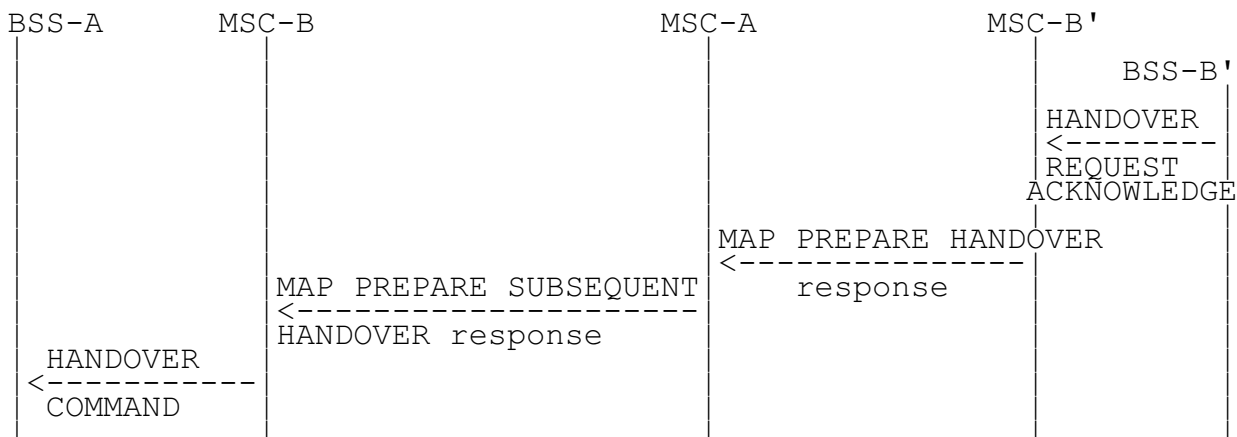 BSS-A MSC-B MSC-A MSC-B'
BSS-B'
HANDOVER
REQUEST
ACKNOWLEDGE
MAP PREPARE HANDOVER
response
MAP PREPARE SUBSEQUENT
HANDOVER response
HANDOVER
COMMAND